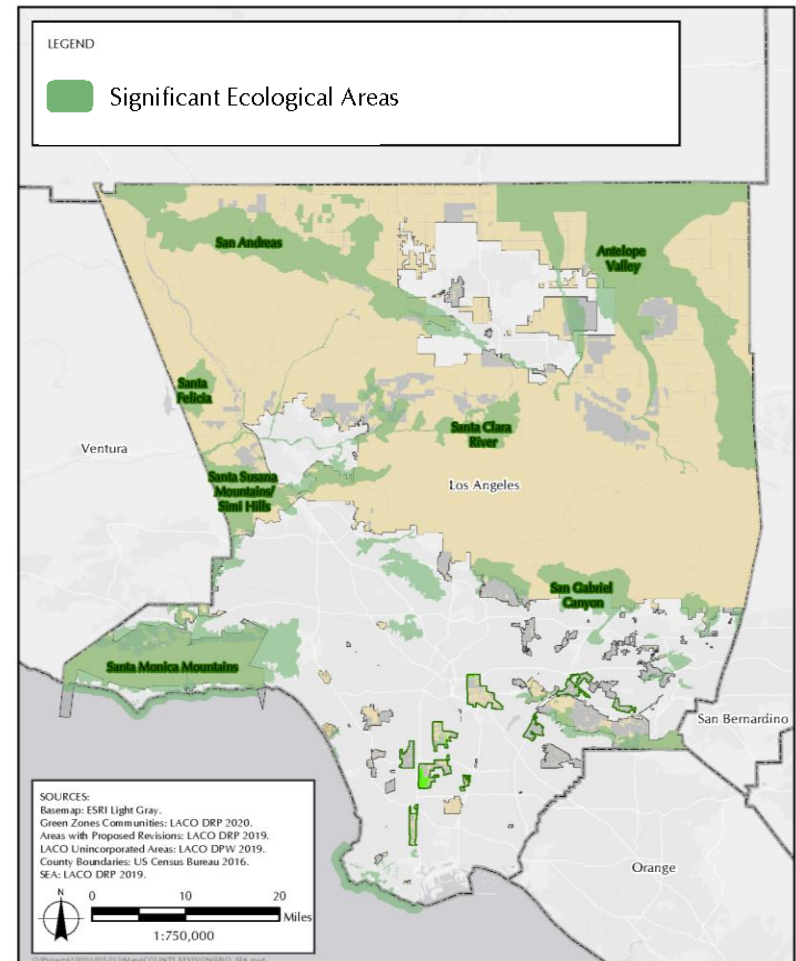 LEGEND
Significant Ecological Areas
San Andreas
Antelope
Valley
Santa
Felicia
Santa Clara
River
Ventura
Santa Susana
Mountains/
Simi Hills
Los Angeles
San Gabriel
Canyon
Santa Monica Mountains
San Bernardino
SOURCES:
Basemap: ESRI Light Gray.
Green Zones Communities: LACO DRP 2020.
Areas with Proposed Revisions: LACO DRP 2019.
LACO Unincorporated Areas: LACO DPW 2019.
County Boundaries: US Census Bureau 2016.
SEA: LACO DRP 2019.
Orange
N
0 10 20
Miles
1:750,000